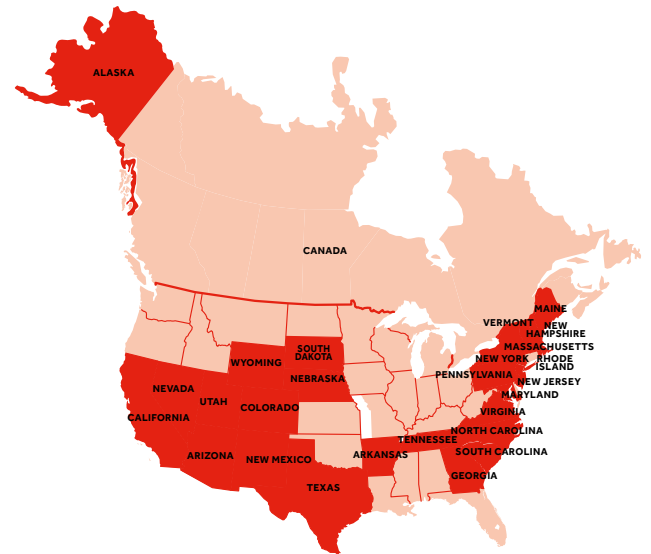 ALASKA
CANADA
MAINE
VERMONT
NEW
HAMPSHIRE
MASSACHUSETTS
NEW YORK
RHODE
ISLAND
SOUTH
DAKOTA
WYOMING
PENNSYLVANIA
NEBRASKA
NEW JERSEY
NEVADA
MARYLAND
UTAH
COLORADO
VIRGINIA
CALIFORNIA
NORTH CAROLINA
TENNESSEE
SOUTH CAROLINA
ARKANSAS
ARIZONA
NEW MEXICO
GEORGIA
TEXAS